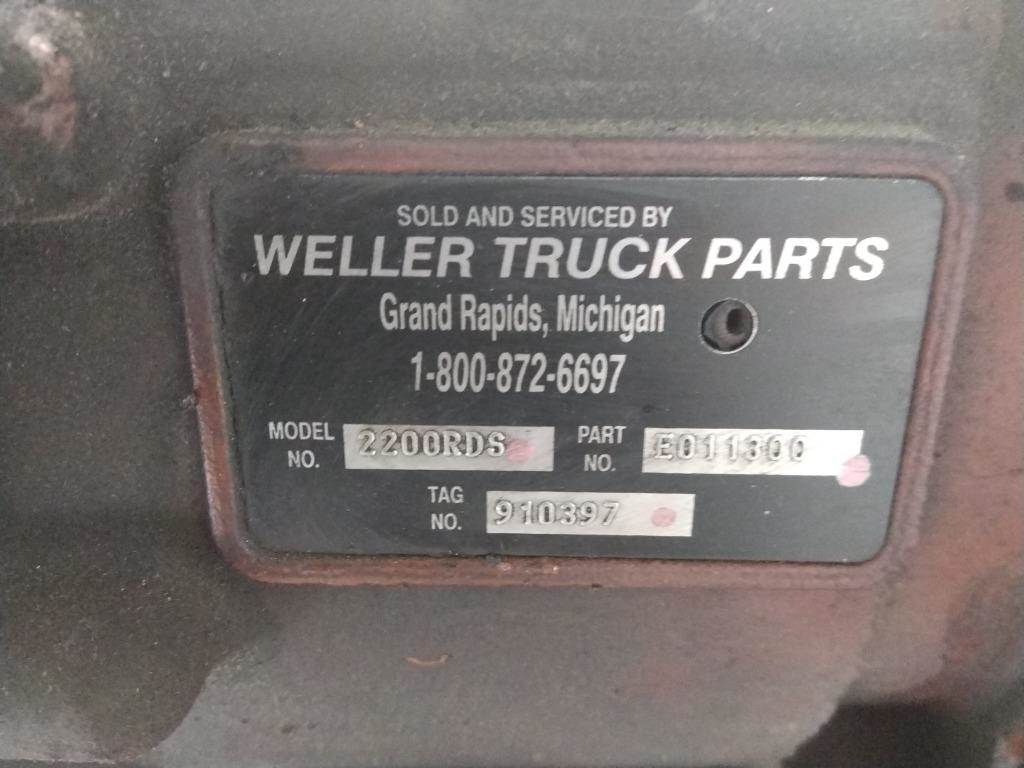 SOLD AND SERVICED BY
WELLER TRUCK PARTS
Grand Rapids, Michigan
1-800-872-6697
MODEL NO. 2200RDS PART NO. E011300
TAG NO. 910397